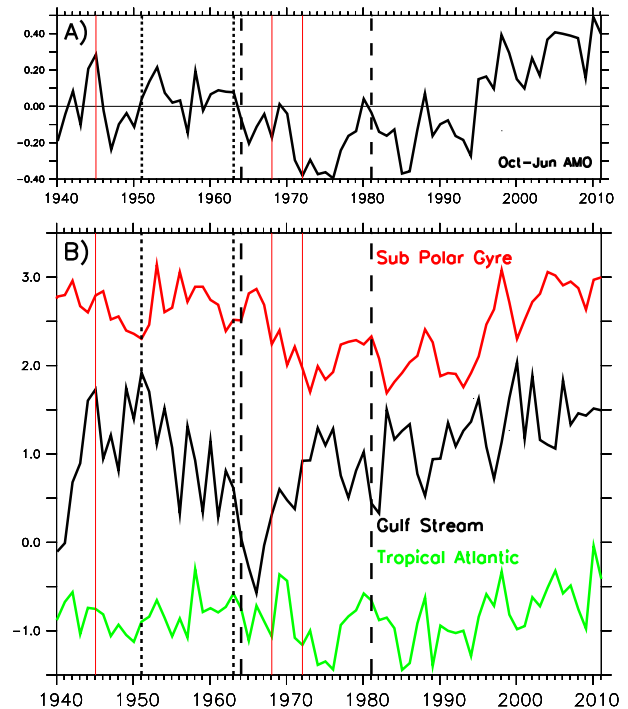 A)
0.40
0.20
0.00
-0.20
-0.40
Oct-Jun AMO
1940 1950 1960 1970 1980 1990 2000 2010
B)
Sub Polar Gyre
3.0
2.0
1.0
0.0
-1.0
Gulf Stream
Tropical Atlantic
1940 1950 1960 1970 1980 1990 2000 2010